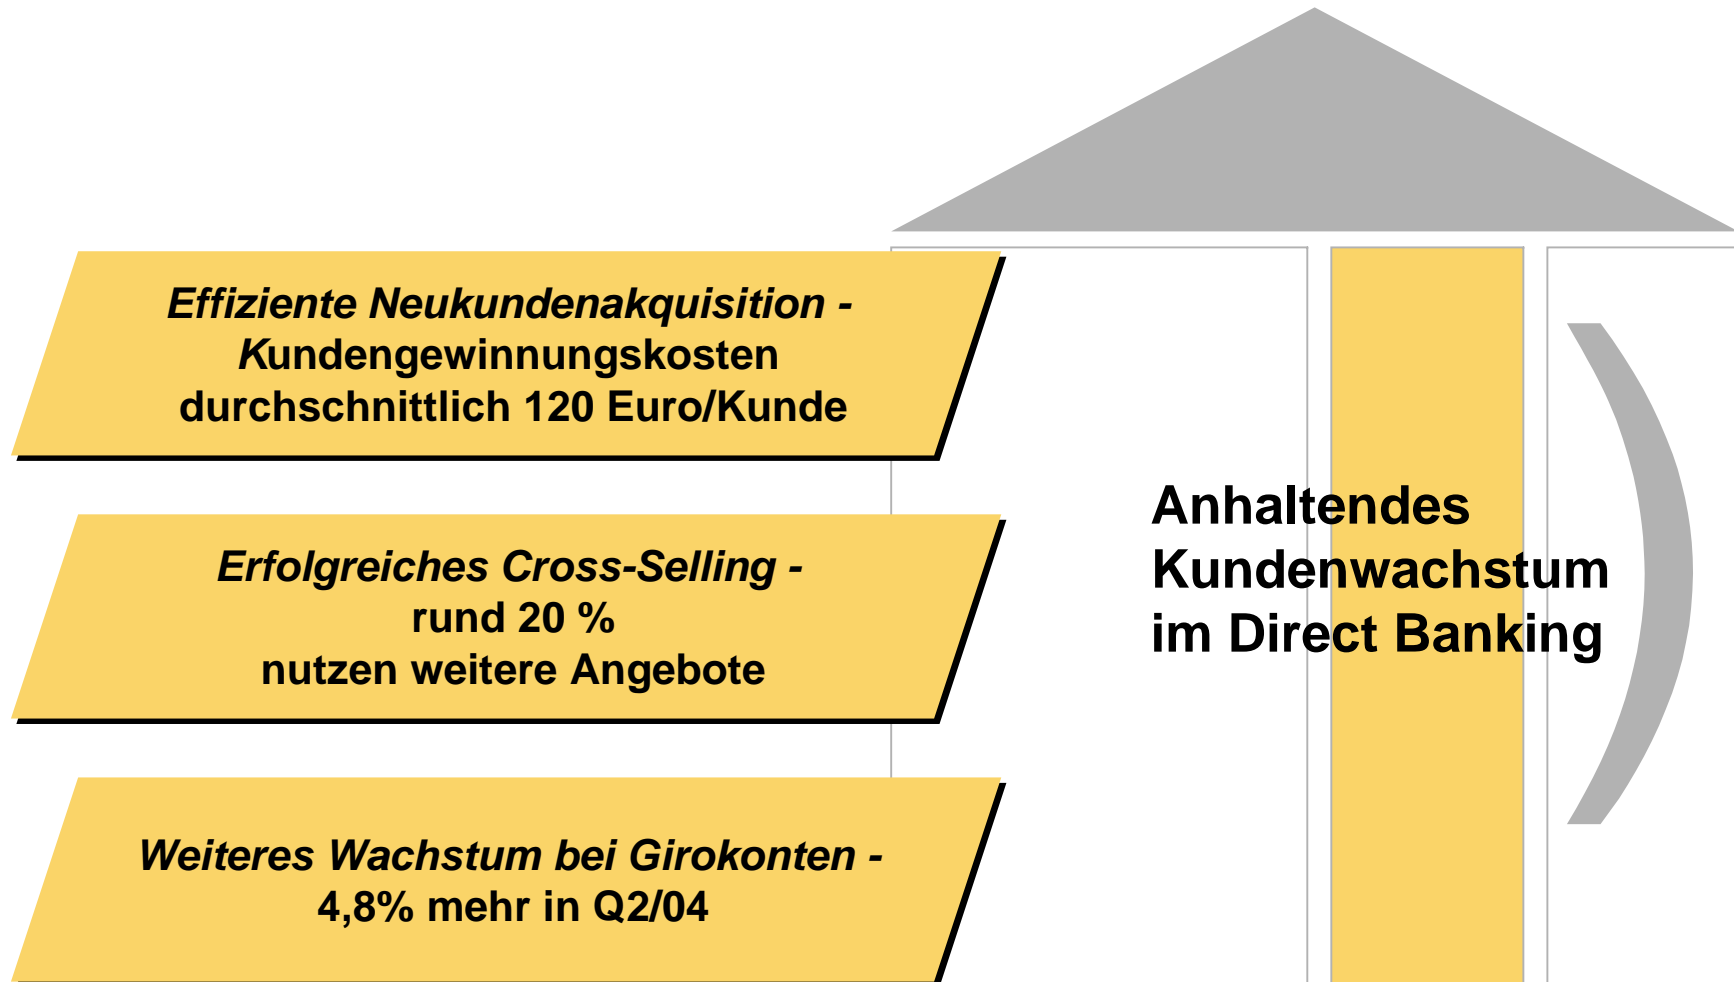 Effiziente Neukundenakquisition -
Kundengewinnungskosten
durchschnittlich 120 Euro/Kunde
Erfolgreiches Cross-Selling -
rund 20 %
nutzen weitere Angebote
Weiteres Wachstum bei Girokonten -
4,8% mehr in Q2/04
Anhaltendes
Kundenwachstum
im Direct Banking